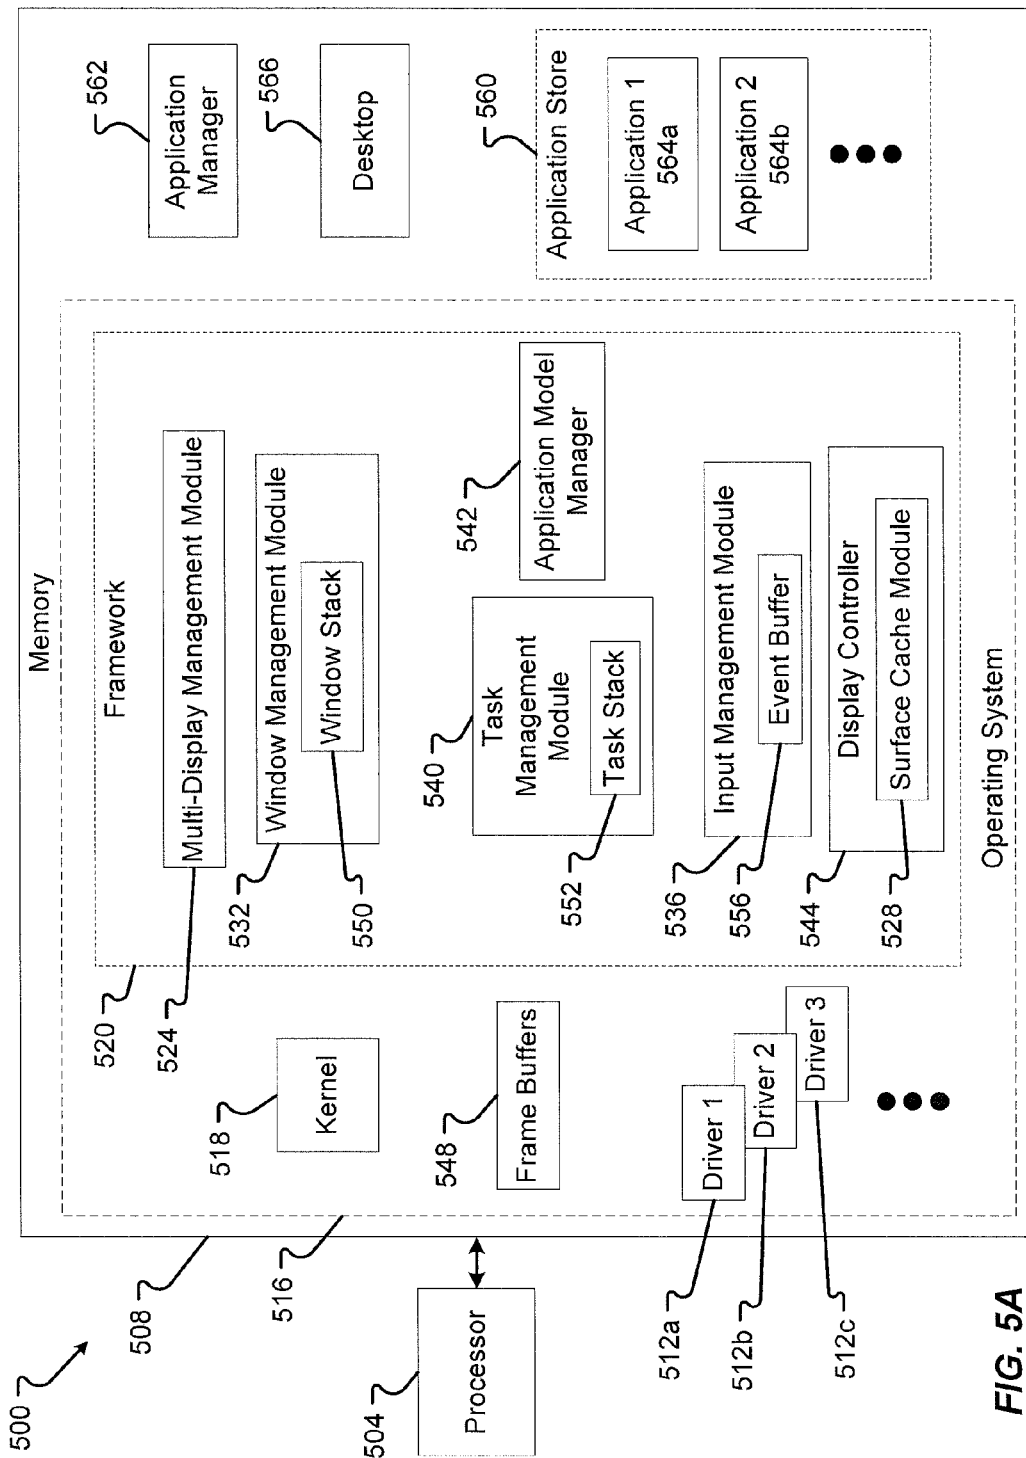 500
508
Memory
516
Operating System
504
Processor
518
Kernel
548
Frame Buffers
512a
Driver 1
512b
Driver 2
512c
Driver 3
520
Framework
524
Multi-Display Management Module
532
Window Management Module
550
Window Stack
540
Task
Management
Module
552
Task Stack
542
Application Model
Manager
536
Input Management Module
556
Event Buffer
544
Display Controller
528
Surface Cache Module
562
Application
Manager
566
Desktop
560
Application Store
Application 1
564a
Application 2
564b
FIG. 5A